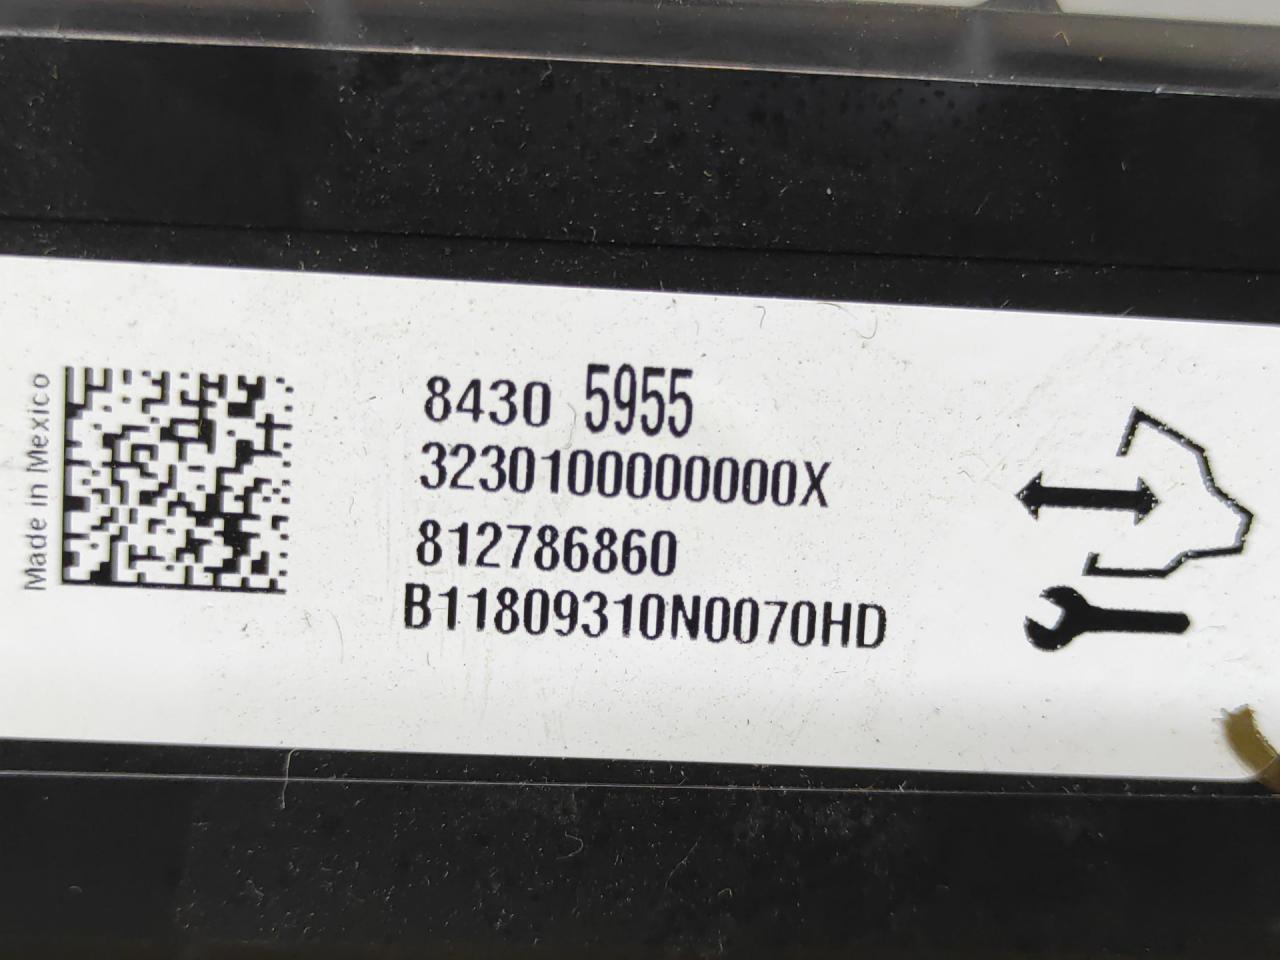 Made in Mexico
8430 5955
3230100000000X
812786860
B11809310N0070HD